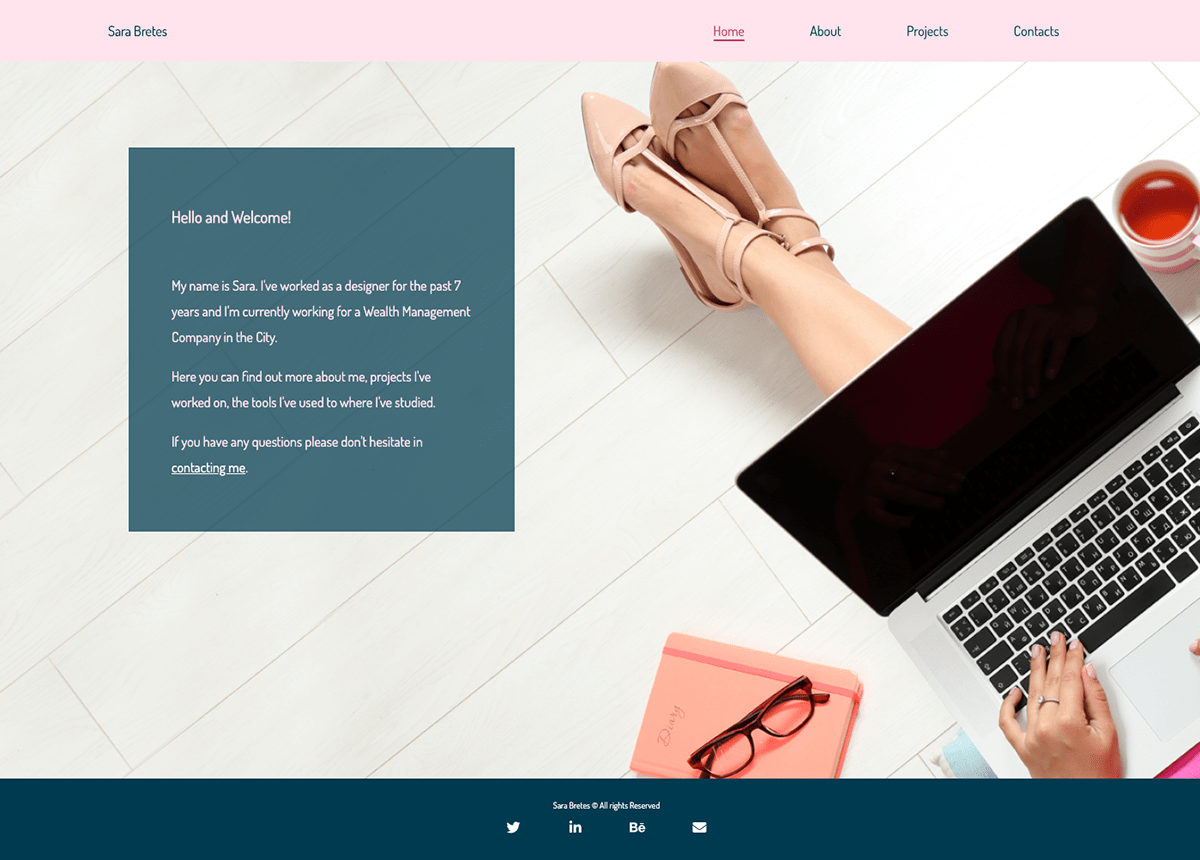 Sara Bretes
Home
About
Projects
Contacts
Hello and Welcome!
My name is Sara. I've worked as a designer for the past 7
years and I'm currently working for a Wealth Management
Company in the City.
Here you can find out more about me, projects I've
worked on, the tools I've used to where I've studied.
If you have any questions please don't hesitate in
contacting me.
Diary
Sara Bretes © All rights Reserved
in
Bē